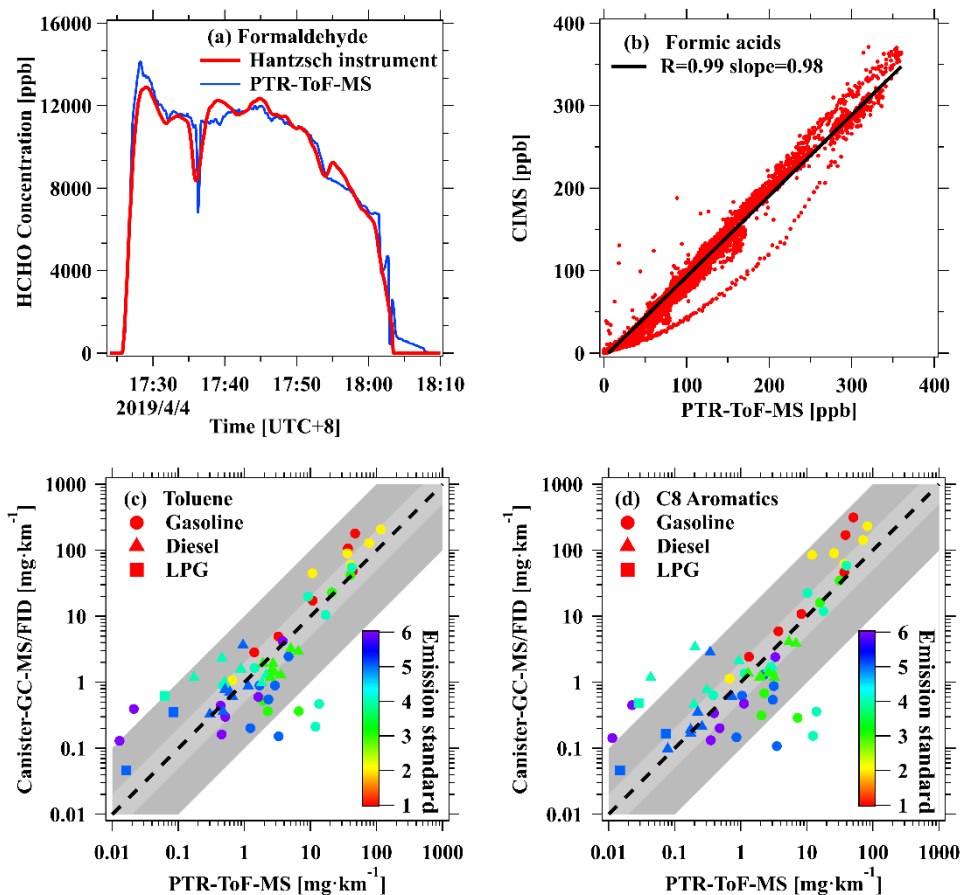 (a) Formaldehyde
Hantzsch instrument
PTR-ToF-MS
HCHO Concentration [ppb]
16000
12000
8000
4000
0
17:30 17:40 17:50 18:00 18:10
2019/4/4
Time [UTC+8]
(b) Formic acids
R=0.99 slope=0.98
CIMS [ppb]
400
300
200
100
0
0 100 200 300 400
PTR-ToF-MS [ppb]
(c) Toluene
Gasoline
Diesel
LPG
Canister-GC-MS/FID [mg·km⁻¹]
1000
100
10
1
0.1
0.01
0.01 0.1 1 10 100 1000
PTR-ToF-MS [mg·km⁻¹]
6
5
4
3
2
1
Emission standard
(d) C8 Aromatics
Gasoline
Diesel
LPG
Canister-GC-MS/FID [mg·km⁻¹]
1000
100
10
1
0.1
0.01
0.01 0.1 1 10 100 1000
PTR-ToF-MS [mg·km⁻¹]
6
5
4
3
2
1
Emission standard